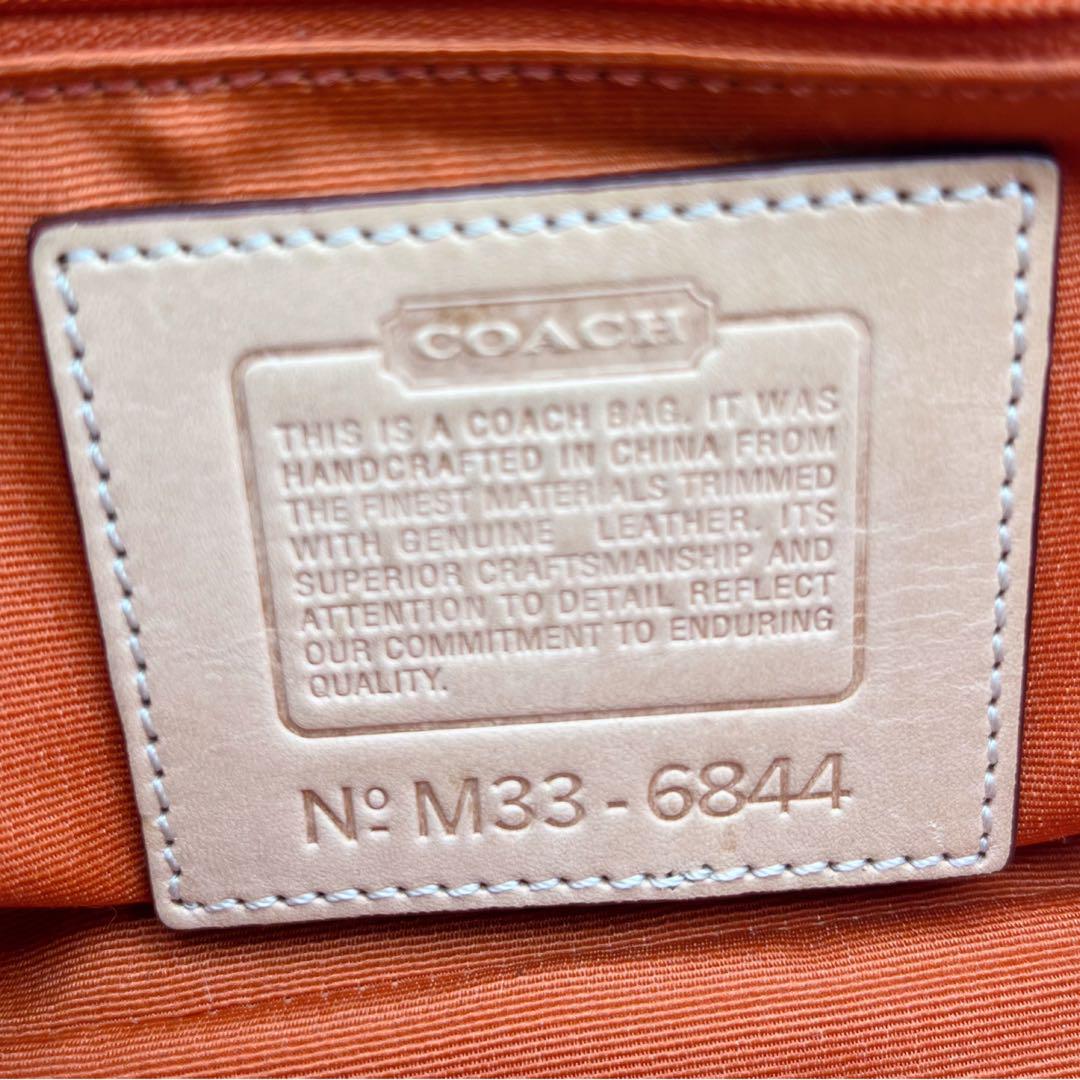 COACH
THIS IS A COACH BAG. IT WAS
HANDCRAFTED IN CHINA FROM
THE FINEST MATERIALS TRIMMED
WITH GENUINE LEATHER. ITS
SUPERIOR CRAFTSMANSHIP AND
ATTENTION TO DETAIL REFLECT
OUR COMMITMENT TO ENDURING
QUALITY.
Nº M33-6844